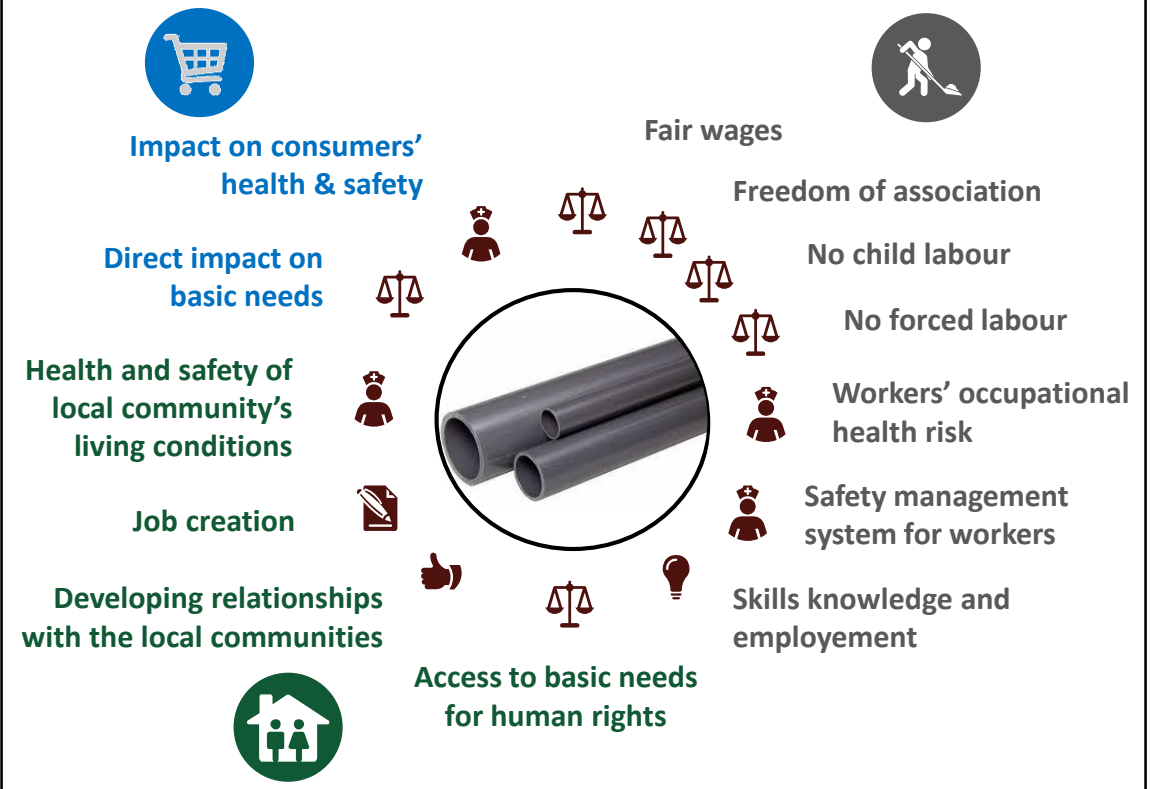 Impact on consumers’
health & safety
Direct impact on
basic needs
Health and safety of
local community’s
living conditions
Job creation
Developing relationships
with the local communities
Access to basic needs
for human rights
Fair wages
Freedom of association
No child labour
No forced labour
Workers’ occupational
health risk
Safety management
system for workers
Skills knowledge and
employement